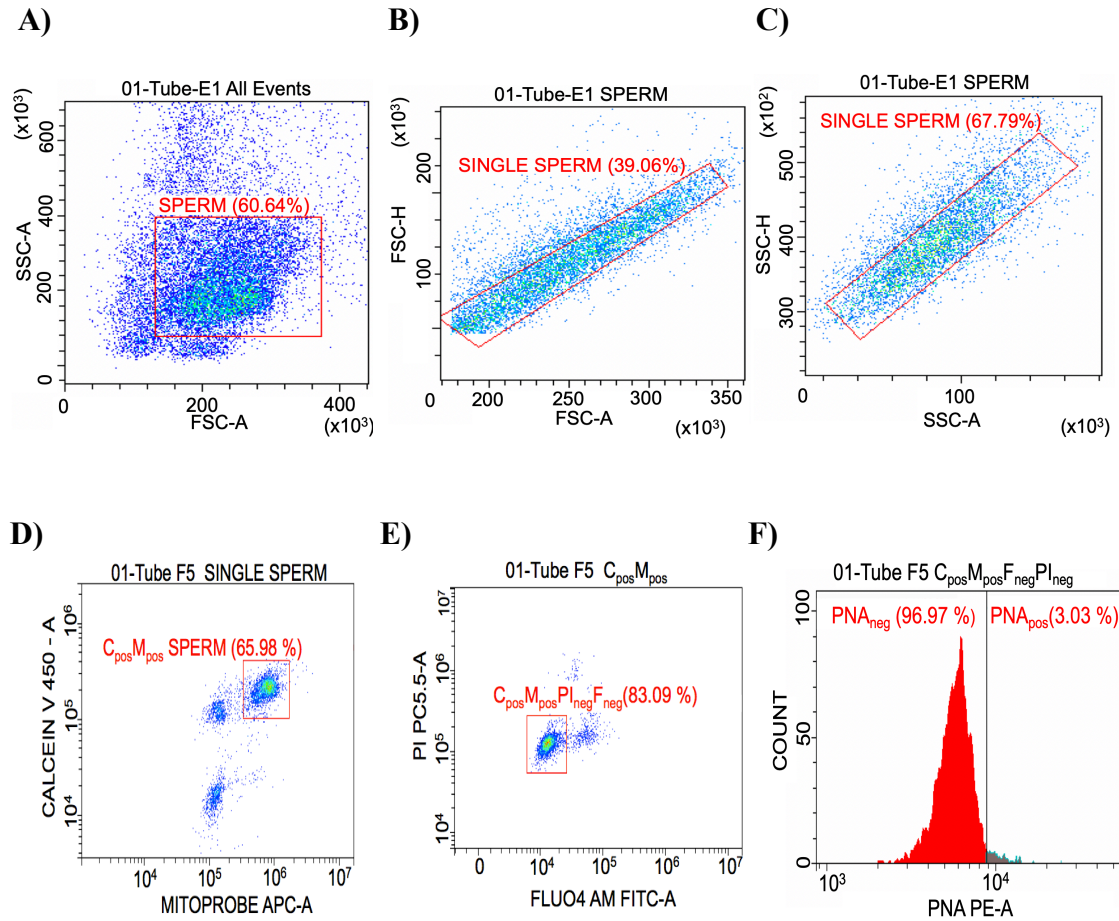 A)
01-Tube-E1 All Events
SSC-A (x10³)
600
400
200
0
SPERM (60.64%)
0 200 400
FSC-A (x10³)
B)
01-Tube-E1 SPERM
FSC-H (x10³)
200
100
SINGLE SPERM (39.06%)
0 200 250 300 350
FSC-A (x10³)
C)
01-Tube-E1 SPERM
SSC-H (x10²)
500
400
300
SINGLE SPERM (67.79%)
0 100
SSC-A (x10³)
D)
01-Tube F5 SINGLE SPERM
CALCEIN V 450 - A
10⁶
10⁵
10⁴
CposMpos SPERM (65.98 %)
10⁴ 10⁵ 10⁶ 10⁷
MITOPROBE APC-A
E)
01-Tube F5 CposMpos
PI PC5.5-A
10⁷
10⁶
10⁵
10⁴
CposMposPInegFneg(83.09 %)
0 10⁴ 10⁵ 10⁶ 10⁷
FLUO4 AM FITC-A
F)
01-Tube F5 CposMposFnegPIneg
COUNT
100
50
0
PNAneg (96.97 %)
PNApos(3.03 %)
10³ 10⁴
PNA PE-A